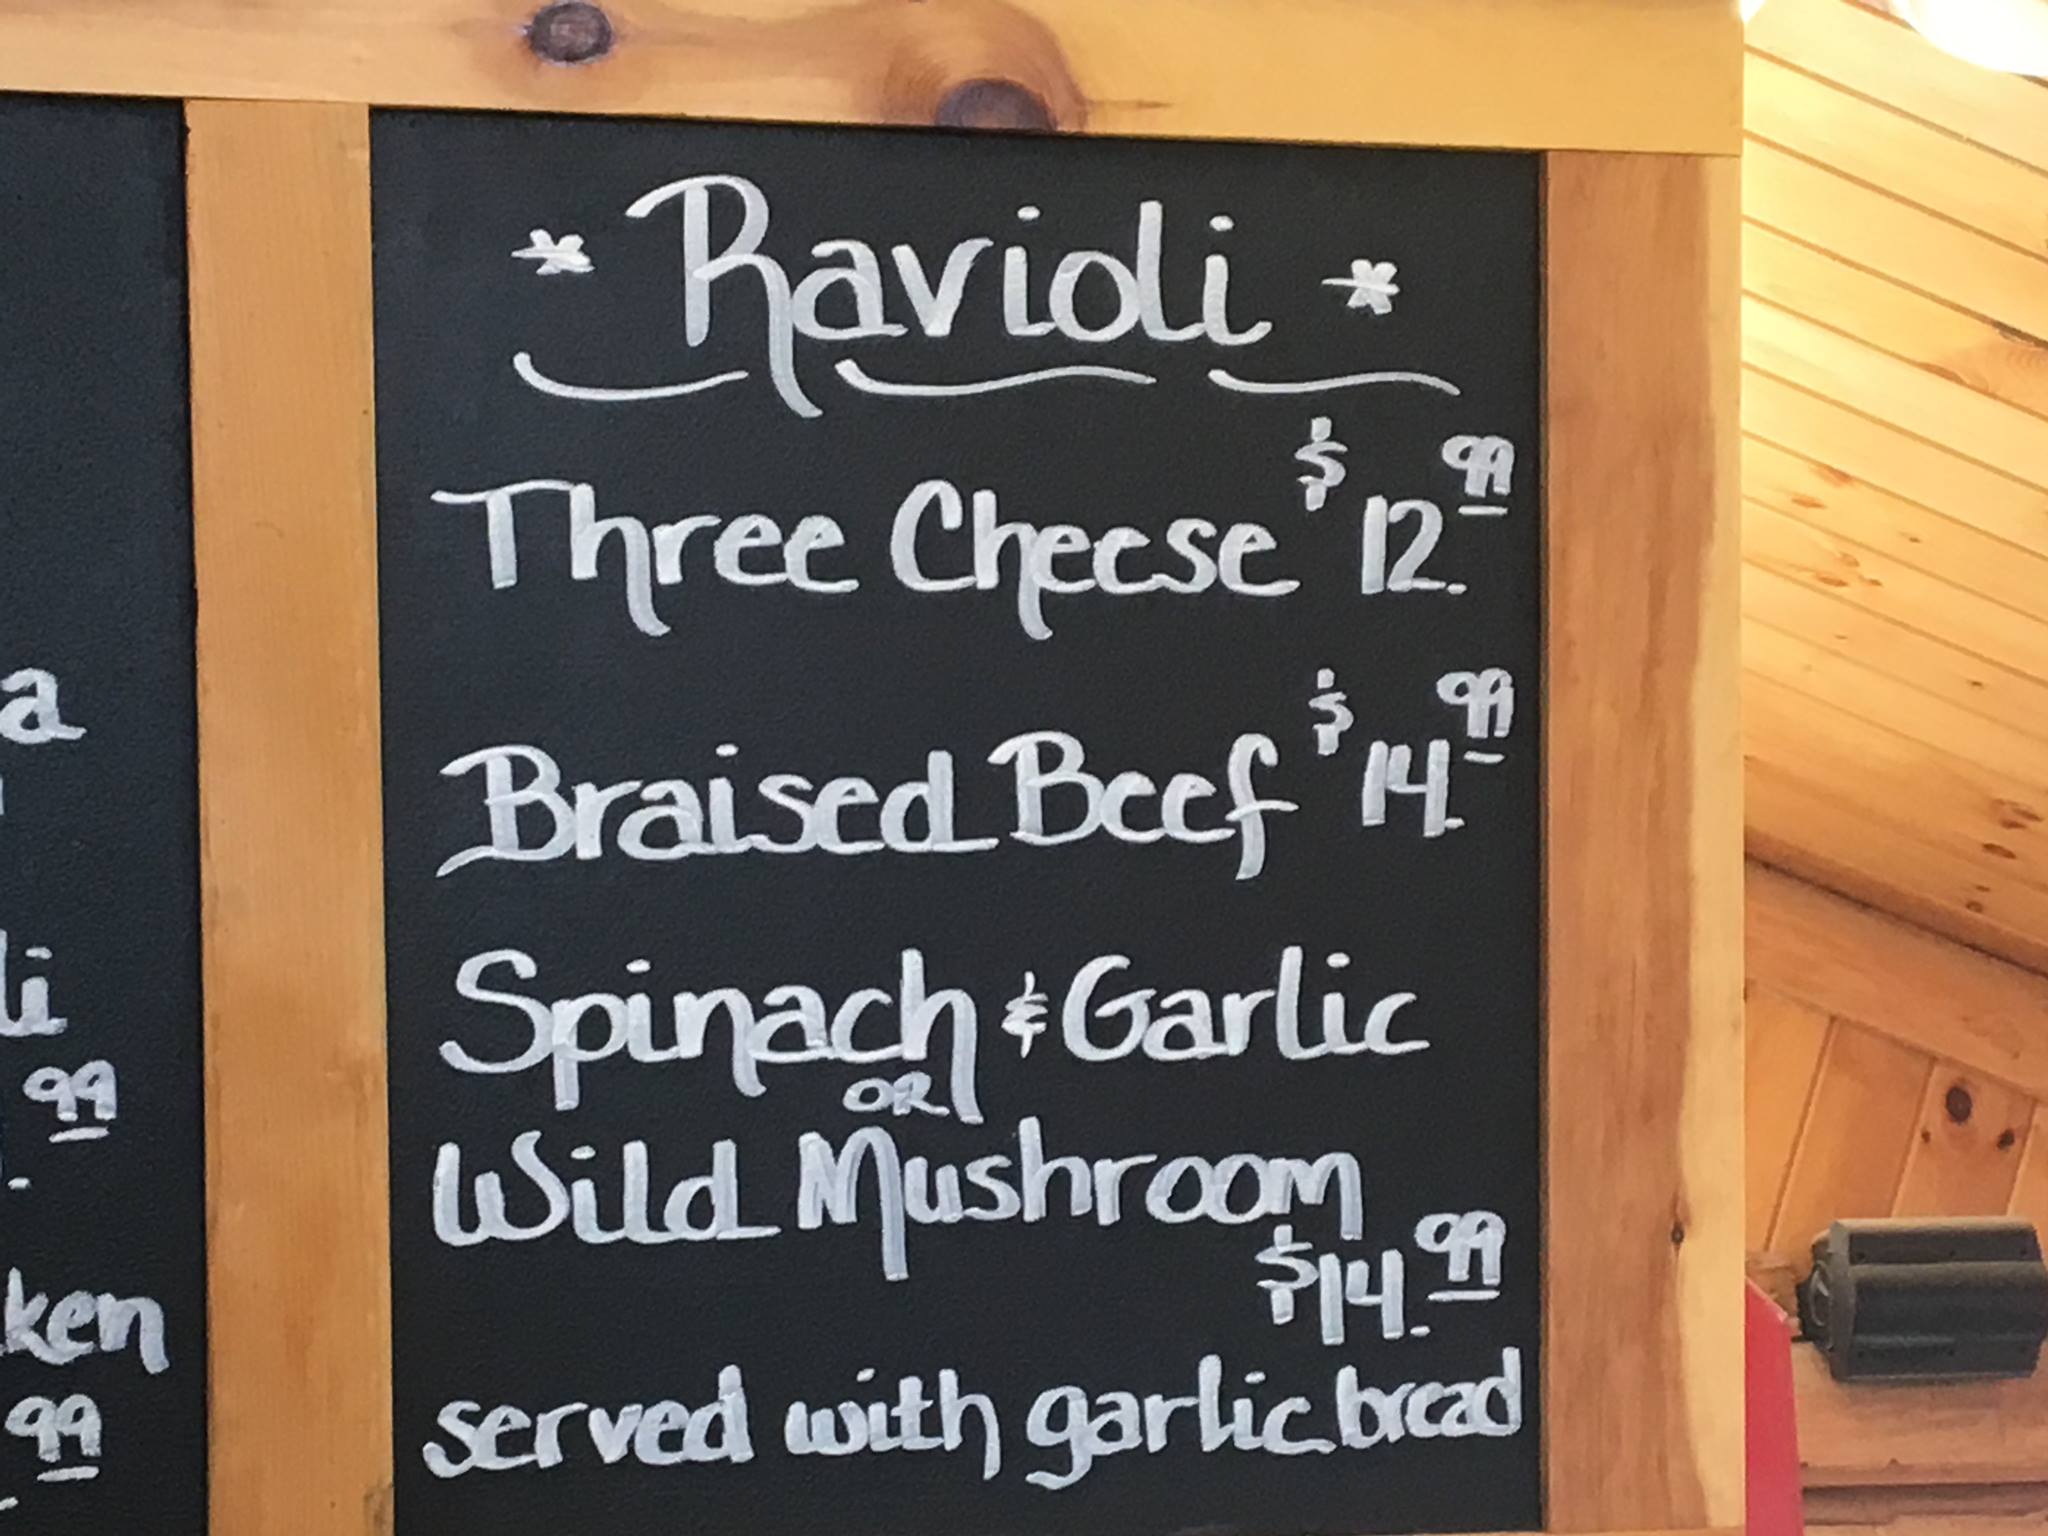 * Ravioli *
Three Cheese $12.99
Braised Beef $14.99
Spinach & Garlic
OR
Wild Mushroom
$14.99
served with garlic bread
a
li
99
ken
99